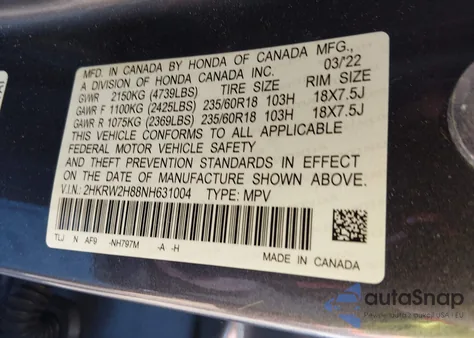 MFD. IN CANADA BY HONDA OF CANADA MFG., 03/22
A DIVISION OF HONDA CANADA INC.
TIRE SIZE RIM SIZE
GVWR 2150KG (4739LBS)
GAWR F 1100KG (2425LBS) 235/60R18 103H 18X7.5J
GAWR R 1075KG (2369LBS) 235/60R18 103H 18X7.5J
THIS VEHICLE CONFORMS TO ALL APPLICABLE
FEDERAL MOTOR VEHICLE SAFETY
AND THEFT PREVENTION STANDARDS IN EFFECT
ON THE DATE OF MANUFACTURE SHOWN ABOVE.
V.I.N: 2HKRW2H88NH631004 TYPE: MPV
TLJ N AF9 -NH797M -A -H
MADE IN CANADA
autoSnap